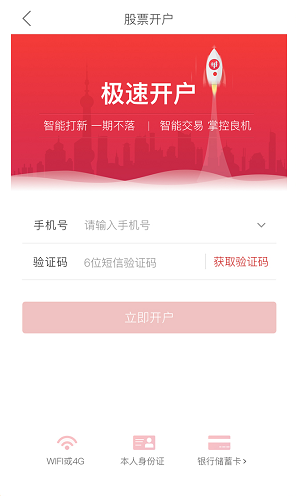 股票开户
极速开户
智能打新 一期不落 | 智能交易 掌控良机
手机号 请输入手机号
验证码 6位短信验证码 获取验证码
立即开户
WIFI或4G 本人身份证 银行储蓄卡